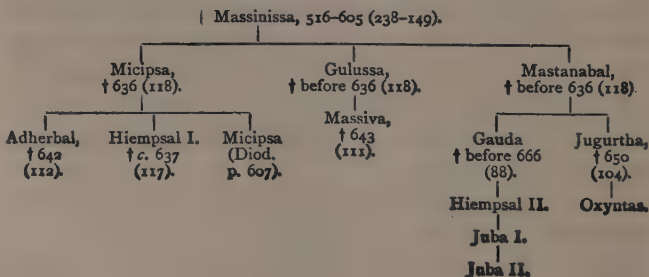 Massinissa, 516–605 (238–149).
Micipsa, Gulussa, Mastanabal,
† 636 (118). † before 636 (118). † before 636 (118).
Adherbal, Hiempsal I. Micipsa Massiva, Gauda Jugurtha,
† 642 † c. 637 (Diod. † 643 † before 666 † 650
(112). (117). p. 607). (111). (88). (104).
Hiempsal II. Oxyntas.
Juba I.
Juba II.